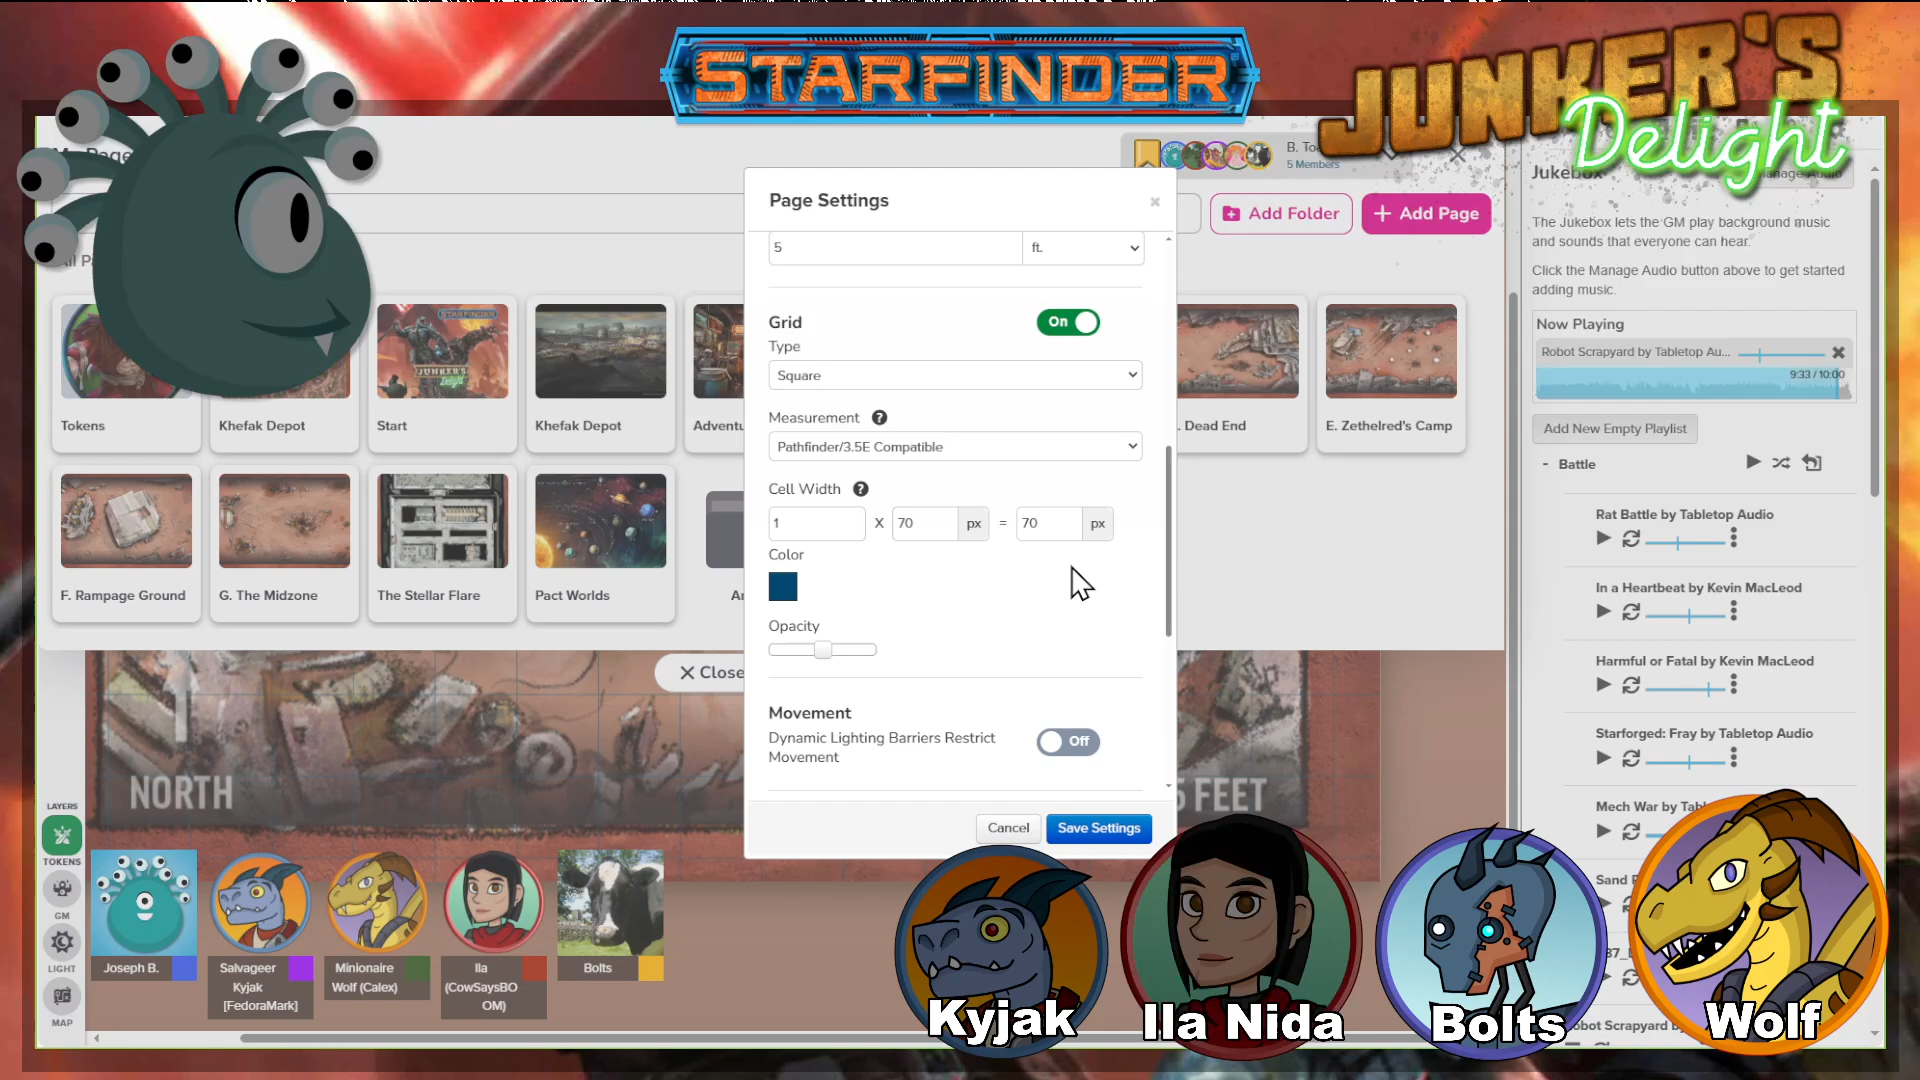 STARFINDER
JUNKER'S
Delight
5 Members
Jukebox
Add Folder
Add Page
The Jukebox lets the GM play background music
and sounds that everyone can hear.
Click the Manage Audio button above to get started
adding music.
Now Playing
Robot Scrapyard by Tabletop Au...
9:33 / 10:00
Add New Empty Playlist
- Battle
Rat Battle by Tabletop Audio
In a Heartbeat by Kevin MacLeod
Harmful or Fatal by Kevin MacLeod
Starforged: Fray by Tabletop Audio
Page Settings
5
ft.
Grid
On
Type
Square
Measurement
Pathfinder/3.5E Compatible
Cell Width
1 X 70 px = 70 px
Color
Opacity
Movement
Dynamic Lighting Barriers Restrict
Movement
Off
Cancel
Save Settings
Tokens
Khefak Depot
Start
STARFINDER
JUNKER'S
Delight
Khefak Depot
Dead End
E. Zethelred's Camp
F. Rampage Ground
G. The Midzone
The Stellar Flare
Pact Worlds
Close
NORTH
5 FEET
LAYERS
TOKENS
GM
LIGHT
MAP
Joseph B.
Salvageer
Kyjak
[FedoraMark]
Minionaire
Wolf (Calex)
Ila
(CowSaysBO
OM)
Bolts
Kyjak
Ila Nida
Bolts
Wolf